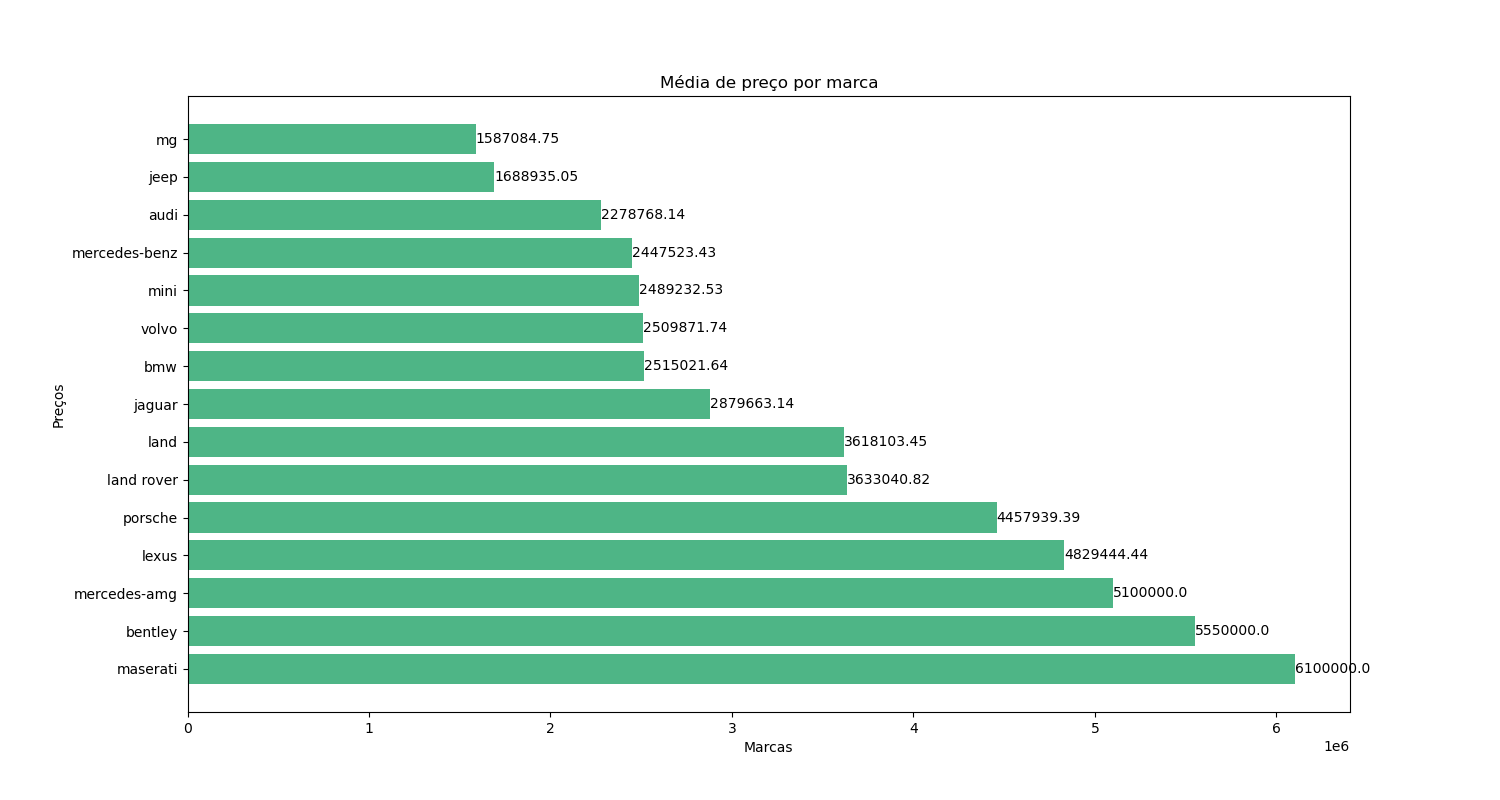 Média de preço por marca
mg 1587084.75
jeep 1688935.05
audi 2278768.14
mercedes-benz 2447523.43
mini 2489232.53
volvo 2509871.74
bmw 2515021.64
jaguar 2879663.14
land 3618103.45
land rover 3633040.82
porsche 4457939.39
lexus 4829444.44
mercedes-amg 5100000.0
bentley 5550000.0
maserati 6100000.0
Preços
0 1 2 3 4 5 6
1e6
Marcas